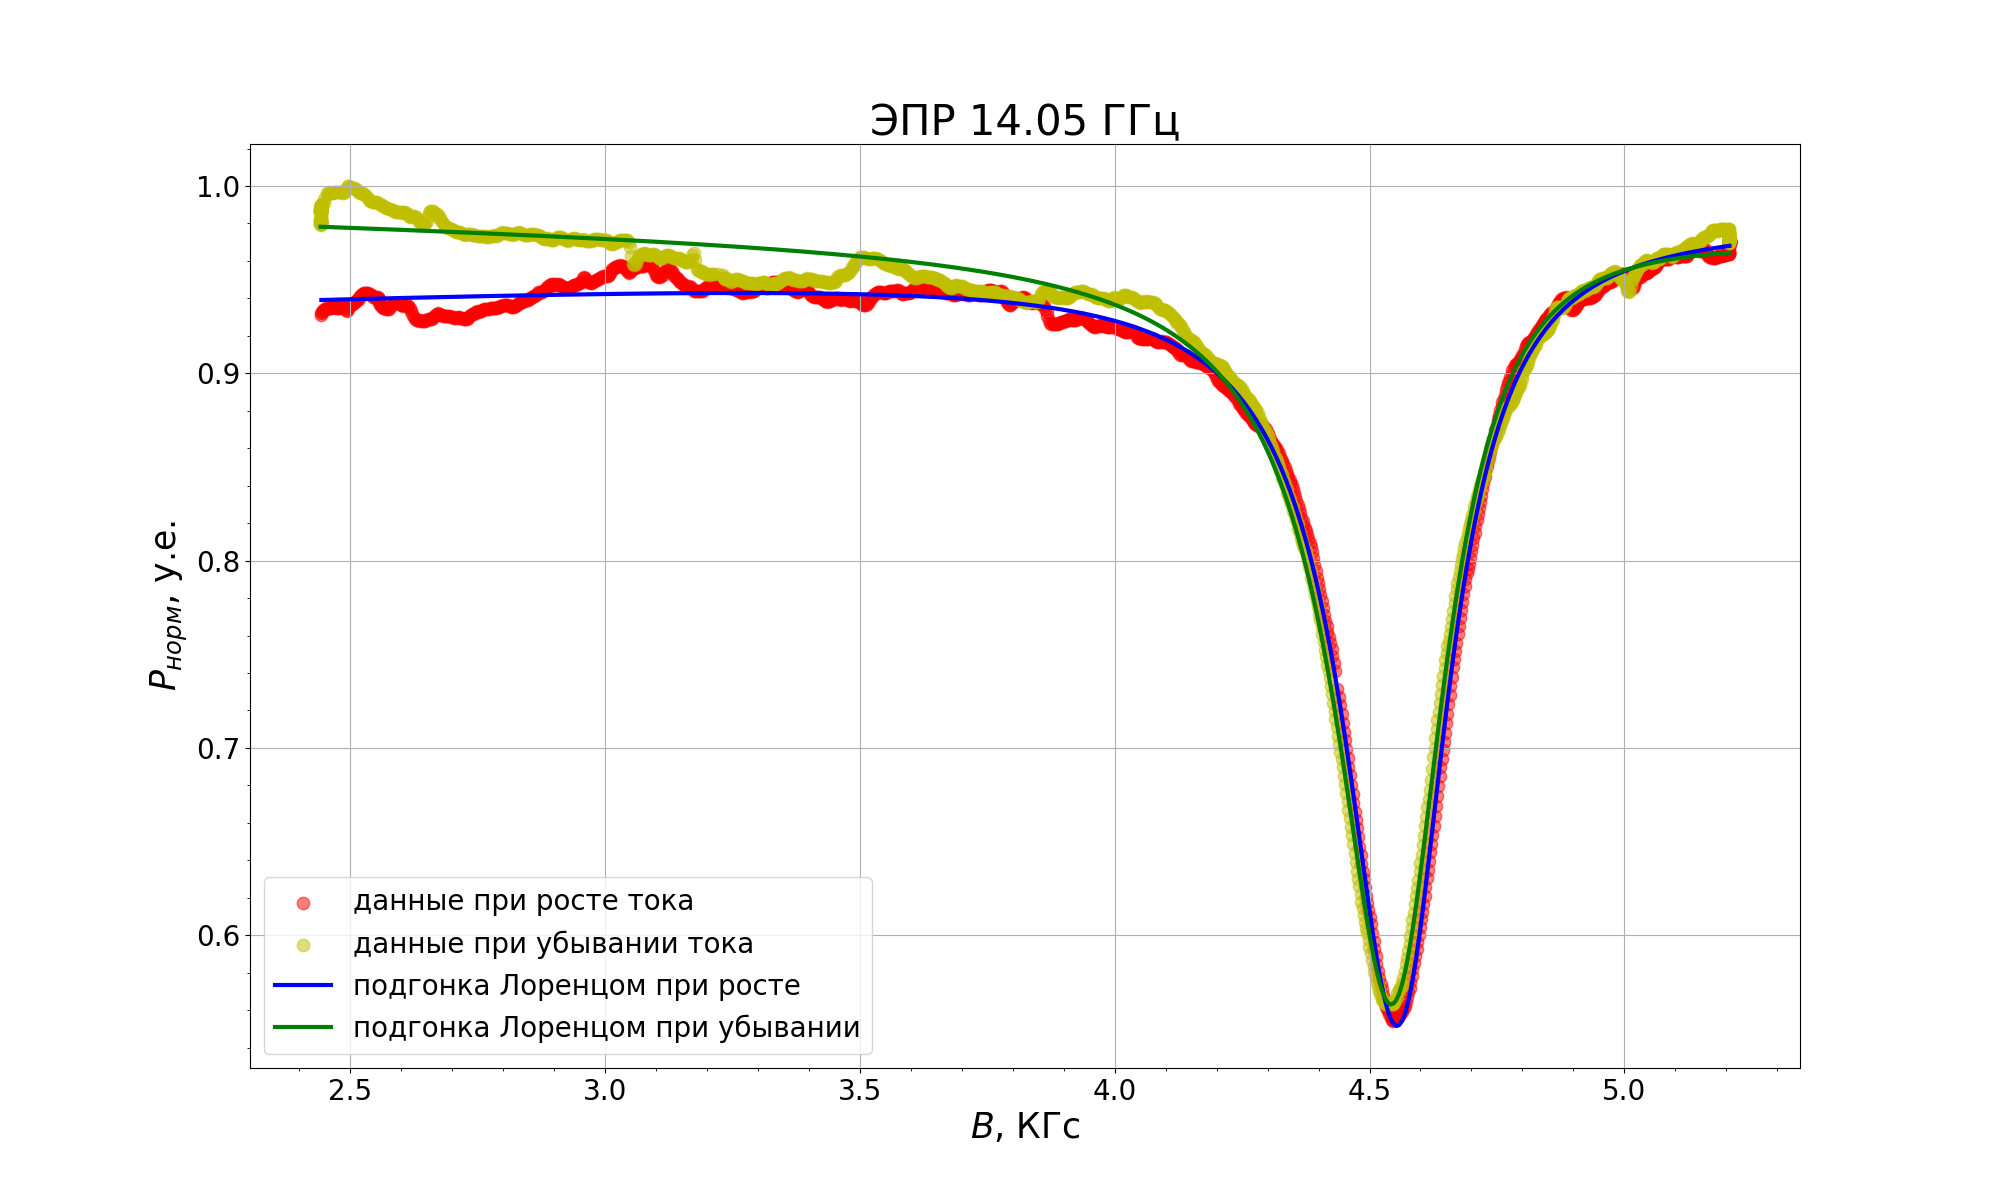 ЭПР 14.05 ГГц
Pнорм, у.е.
1.0
0.9
0.8
0.7
0.6
данные при росте тока
данные при убывании тока
подгонка Лоренцом при росте
подгонка Лоренцом при убывании
2.5 3.0 3.5 4.0 4.5 5.0
B, КГс